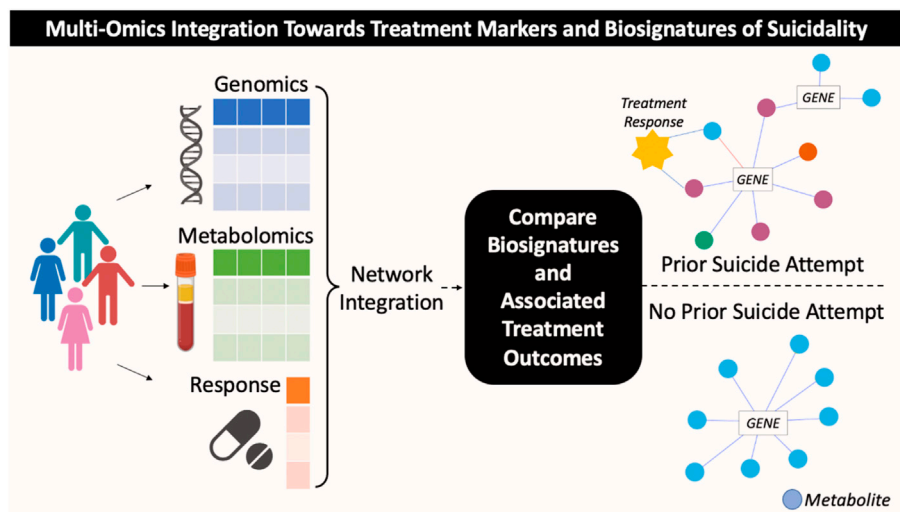 Multi-Omics Integration Towards Treatment Markers and Biosignatures of Suicidality
Genomics
Metabolomics
Response
Network
Integration
Compare
Biosignatures
and
Associated
Treatment
Outcomes
Treatment
Response
GENE
GENE
Prior Suicide Attempt
No Prior Suicide Attempt
GENE
Metabolite